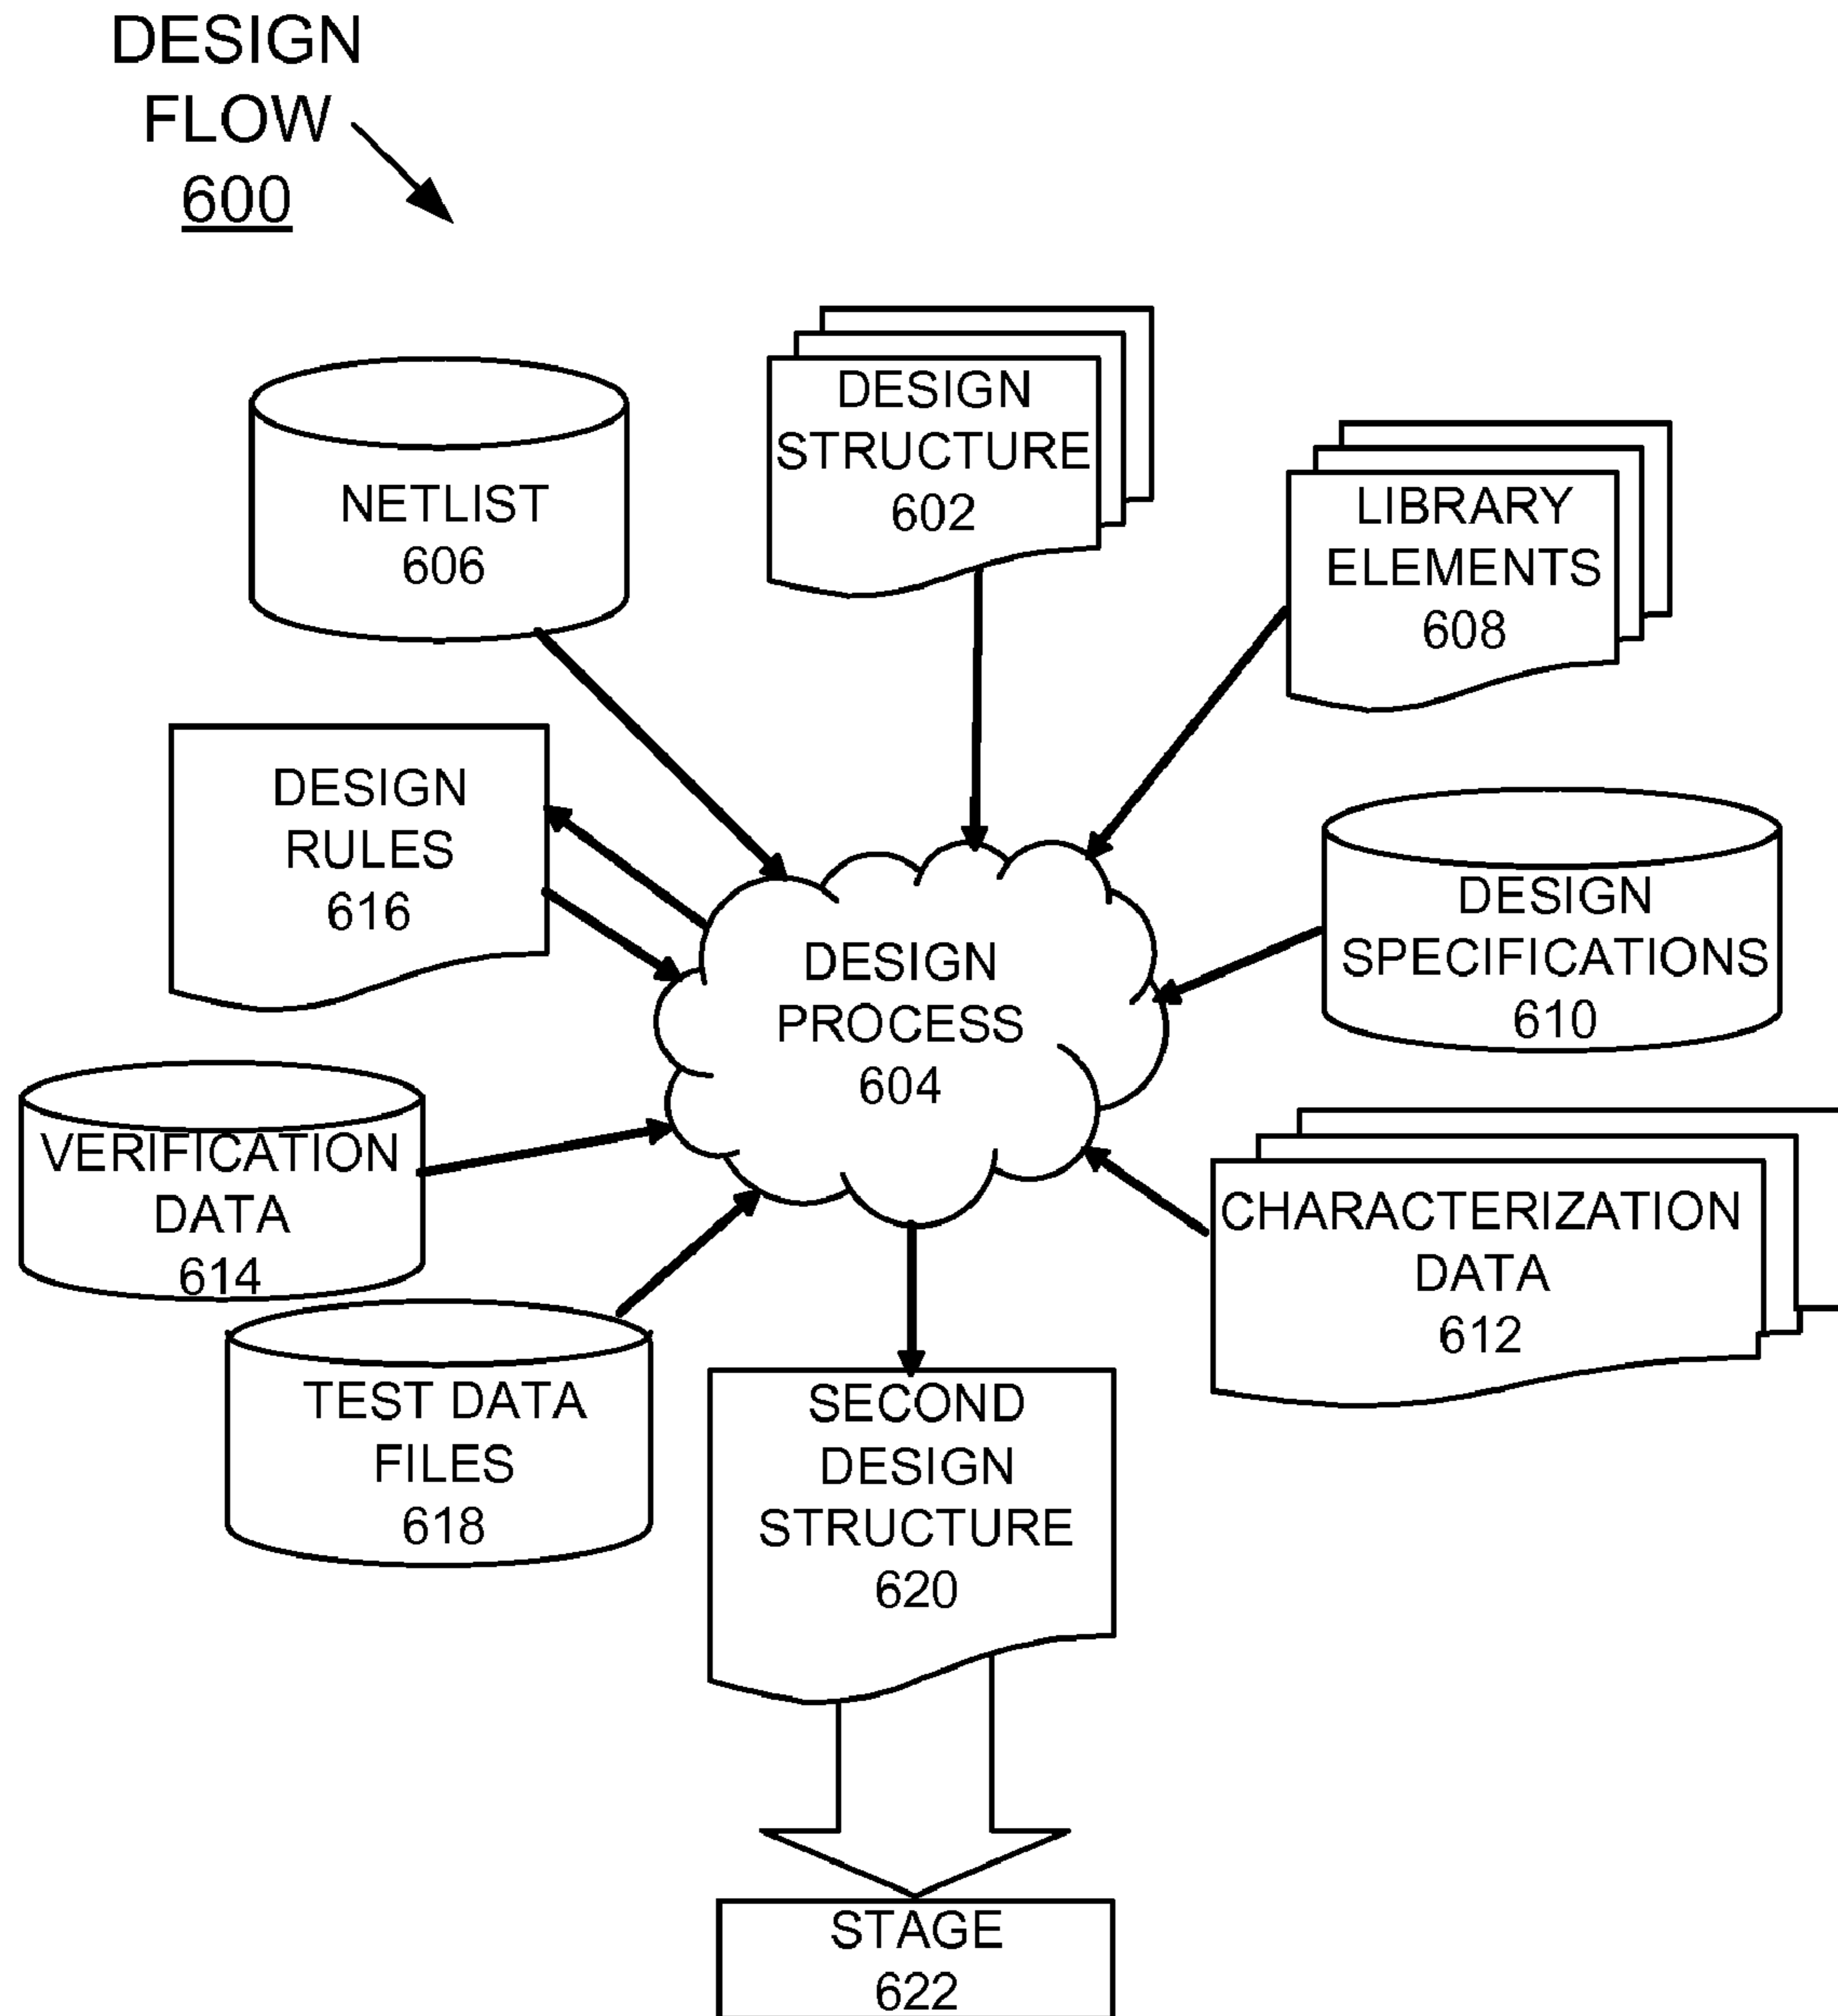 DESIGN
FLOW
600
DESIGN
STRUCTURE
602
NETLIST
606
LIBRARY
ELEMENTS
608
DESIGN
RULES
616
DESIGN
SPECIFICATIONS
610
DESIGN
PROCESS
604
VERIFICATION
DATA
614
CHARACTERIZATION
DATA
612
TEST DATA
FILES
618
SECOND
DESIGN
STRUCTURE
620
STAGE
622